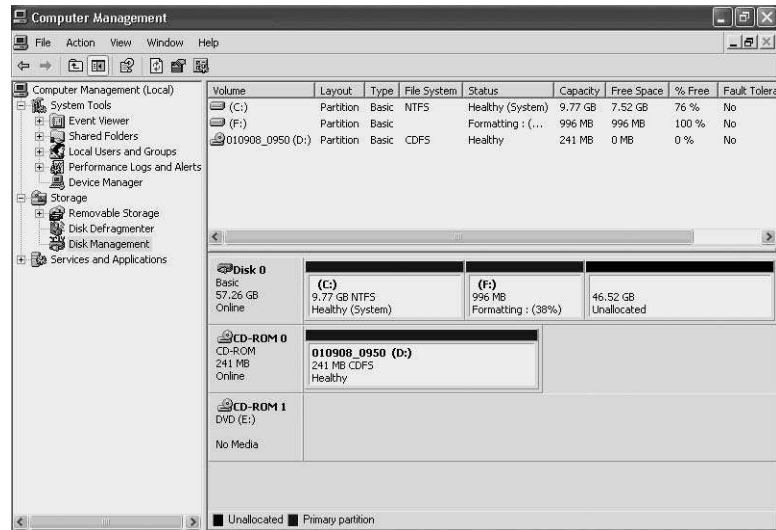 Computer Management
File Action View Window Help
Computer Management (Local)
System Tools
Event Viewer
Shared Folders
Local Users and Groups
Performance Logs and Alerts
Device Manager
Storage
Removable Storage
Disk Defragmenter
Disk Management
Services and Applications
Volume Layout Type File System Status Capacity Free Space % Free Fault Tolera
(C:) Partition Basic NTFS Healthy (System) 9.77 GB 7.52 GB 76 % No
(F:) Partition Basic Formatting : (... 996 MB 996 MB 100 % No
010908_0950 (D:) Partition Basic CDFS Healthy 241 MB 0 MB 0 % No
Disk 0
Basic
57.26 GB
Online
(C:)
9.77 GB NTFS
Healthy (System)
(F:)
996 MB
Formatting : (38%)
46.52 GB
Unallocated
CD-ROM 0
CD-ROM
241 MB
Online
010908_0950 (D:)
241 MB CDFS
Healthy
CD-ROM 1
DVD (E:)
No Media
Unallocated Primary partition